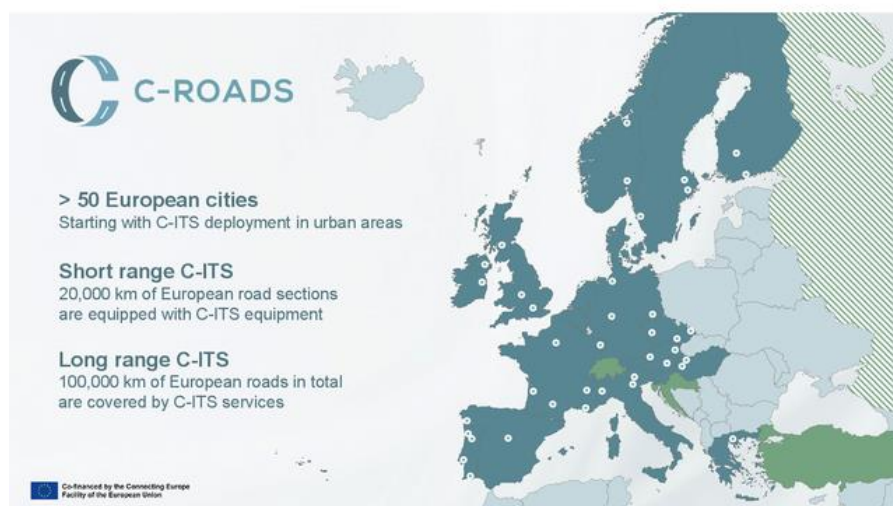 C-ROADS
> 50 European cities
Starting with C-ITS deployment in urban areas
Short range C-ITS
20,000 km of European road sections
are equipped with C-ITS equipment
Long range C-ITS
100,000 km of European roads in total
are covered by C-ITS services
Co-financed by the Connecting Europe
Facility of the European Union